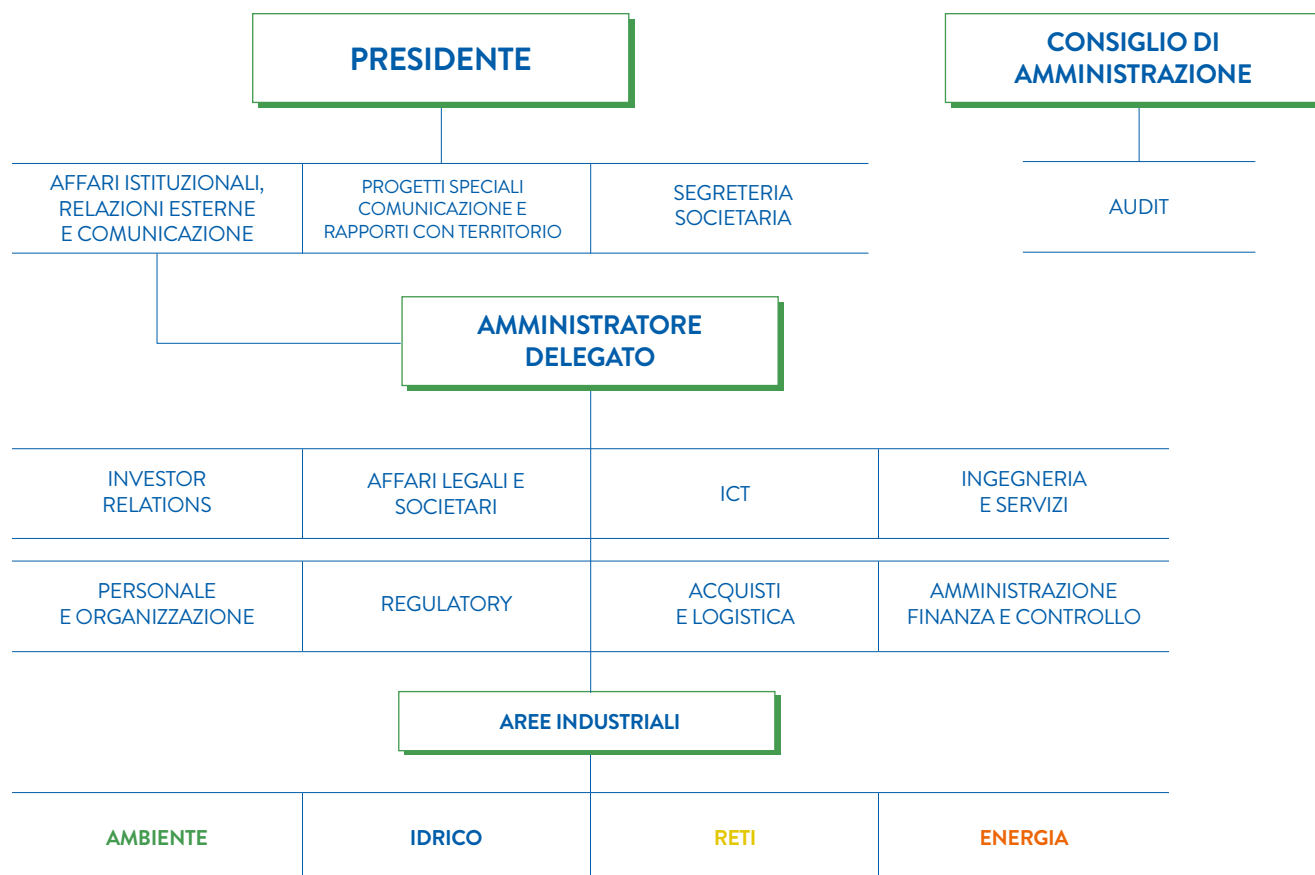 PRESIDENTE
CONSIGLIO DI
AMMINISTRAZIONE
AFFARI ISTITUZIONALI,
RELAZIONI ESTERNE
E COMUNICAZIONE
PROGETTI SPECIALI
COMUNICAZIONE E
RAPPORTI CON TERRITORIO
SEGRETERIA
SOCIETARIA
AUDIT
AMMINISTRATORE
DELEGATO
INVESTOR
RELATIONS
AFFARI LEGALI E
SOCIETARI
ICT
INGEGNERIA
E SERVIZI
PERSONALE
E ORGANIZZAZIONE
REGULATORY
ACQUISTI
E LOGISTICA
AMMINISTRAZIONE
FINANZA E CONTROLLO
AREE INDUSTRIALI
AMBIENTE
IDRICO
RETI
ENERGIA